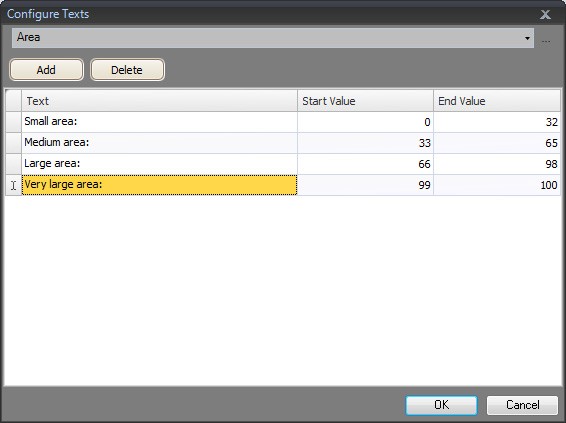 Configure Texts
Area
...
Add Delete
Text Start Value End Value
Small area: 0 32
Medium area: 33 65
Large area: 66 98
Very large area: 99 100
OK Cancel